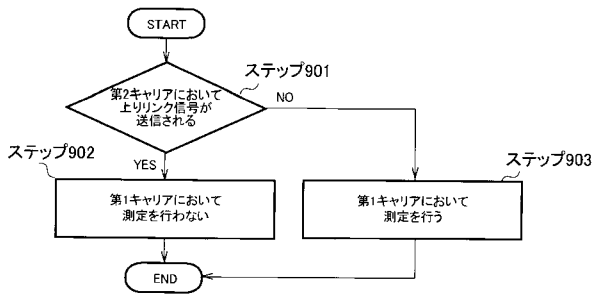 START
ステップ901
第2キャリアにおいて
上りリンク信号が
送信される
NO
YES
ステップ902
第1キャリアにおいて
測定を行わない
ステップ903
第1キャリアにおいて
測定を行う
END